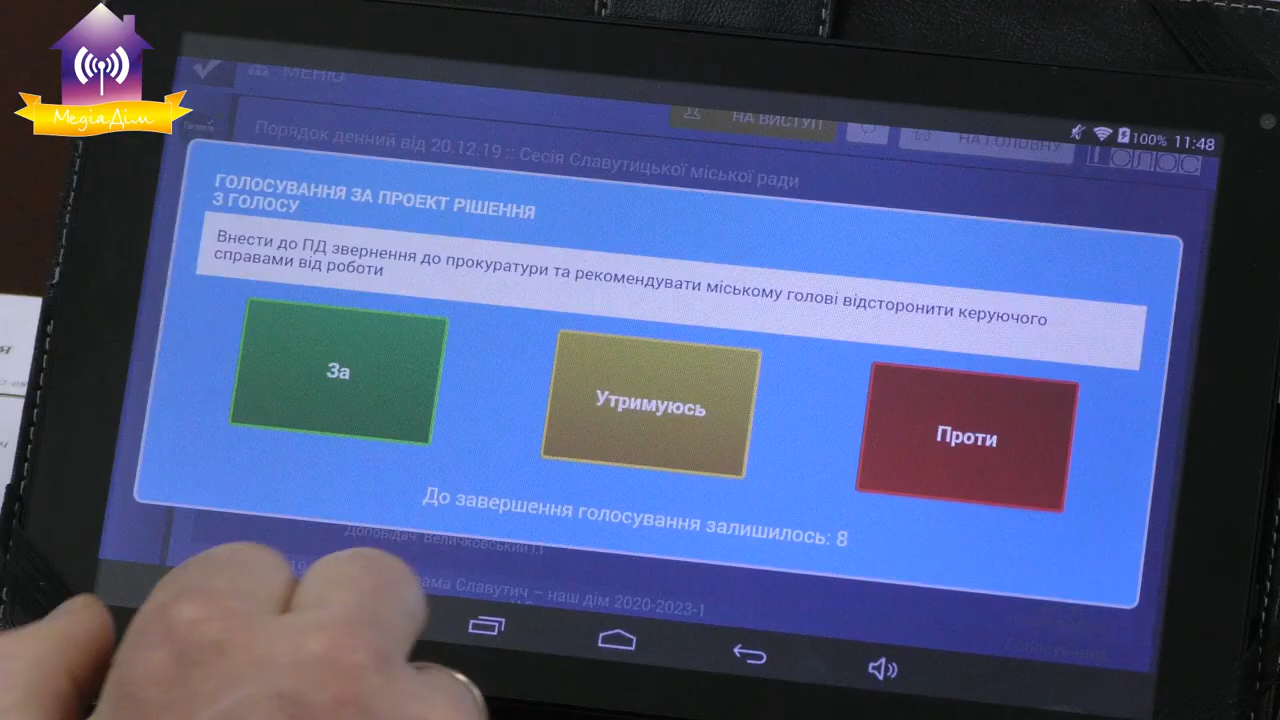 МедіаДім
МЕНЮ
НА ВИСТУП
НА ГОЛОВНУ
100% 11:48
ГОЛОС
Порядок денний від 20.12.19 :: Сесія Славутицької міської ради
ГОЛОСУВАННЯ ЗА ПРОЕКТ РІШЕННЯ
З ГОЛОСУ
Внести до ПД звернення до прокуратури та рекомендувати міському голові відсторонити керуючого
справами від роботи
За
Утримуюсь
Проти
До завершення голосування залишилось: 8
Доповідач Величковський І.І
Славутич – наш дім 2020-2023-1
Голосування